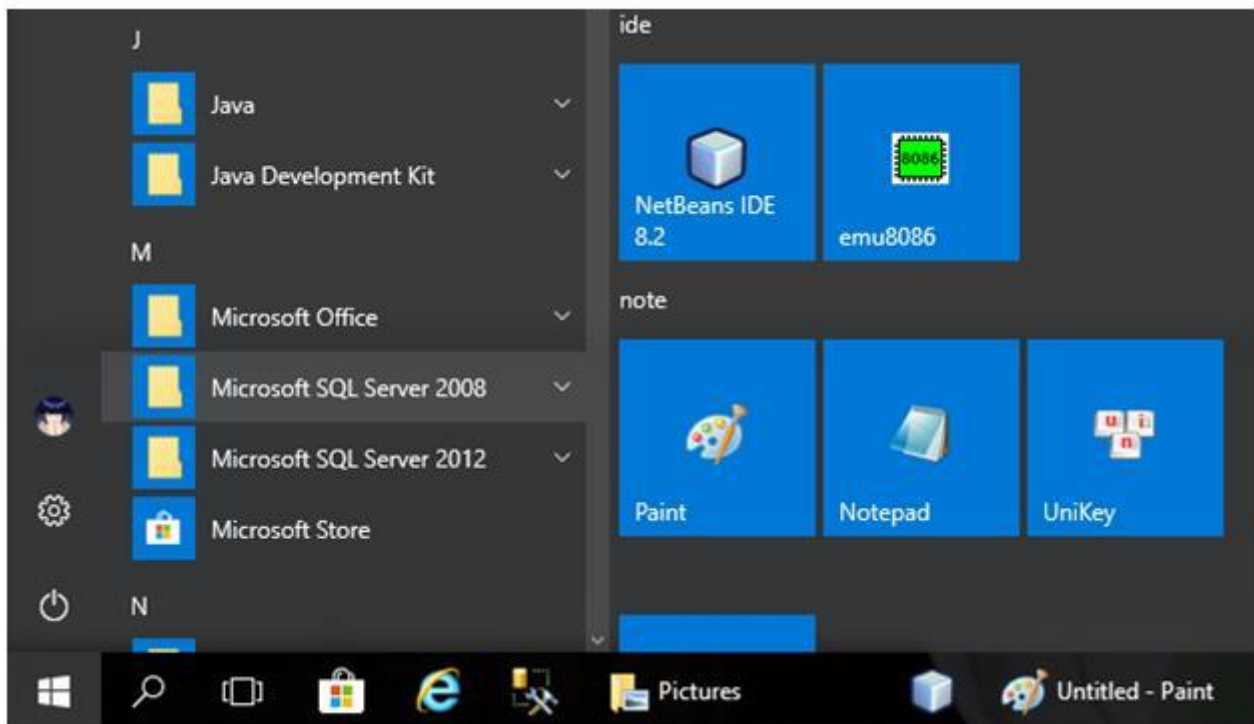 J
Java
Java Development Kit
M
Microsoft Office
Microsoft SQL Server 2008
Microsoft SQL Server 2012
Microsoft Store
N
ide
NetBeans IDE
8.2
8086
emu8086
note
Paint
Notepad
u i
n
UniKey
Pictures
Untitled - Paint